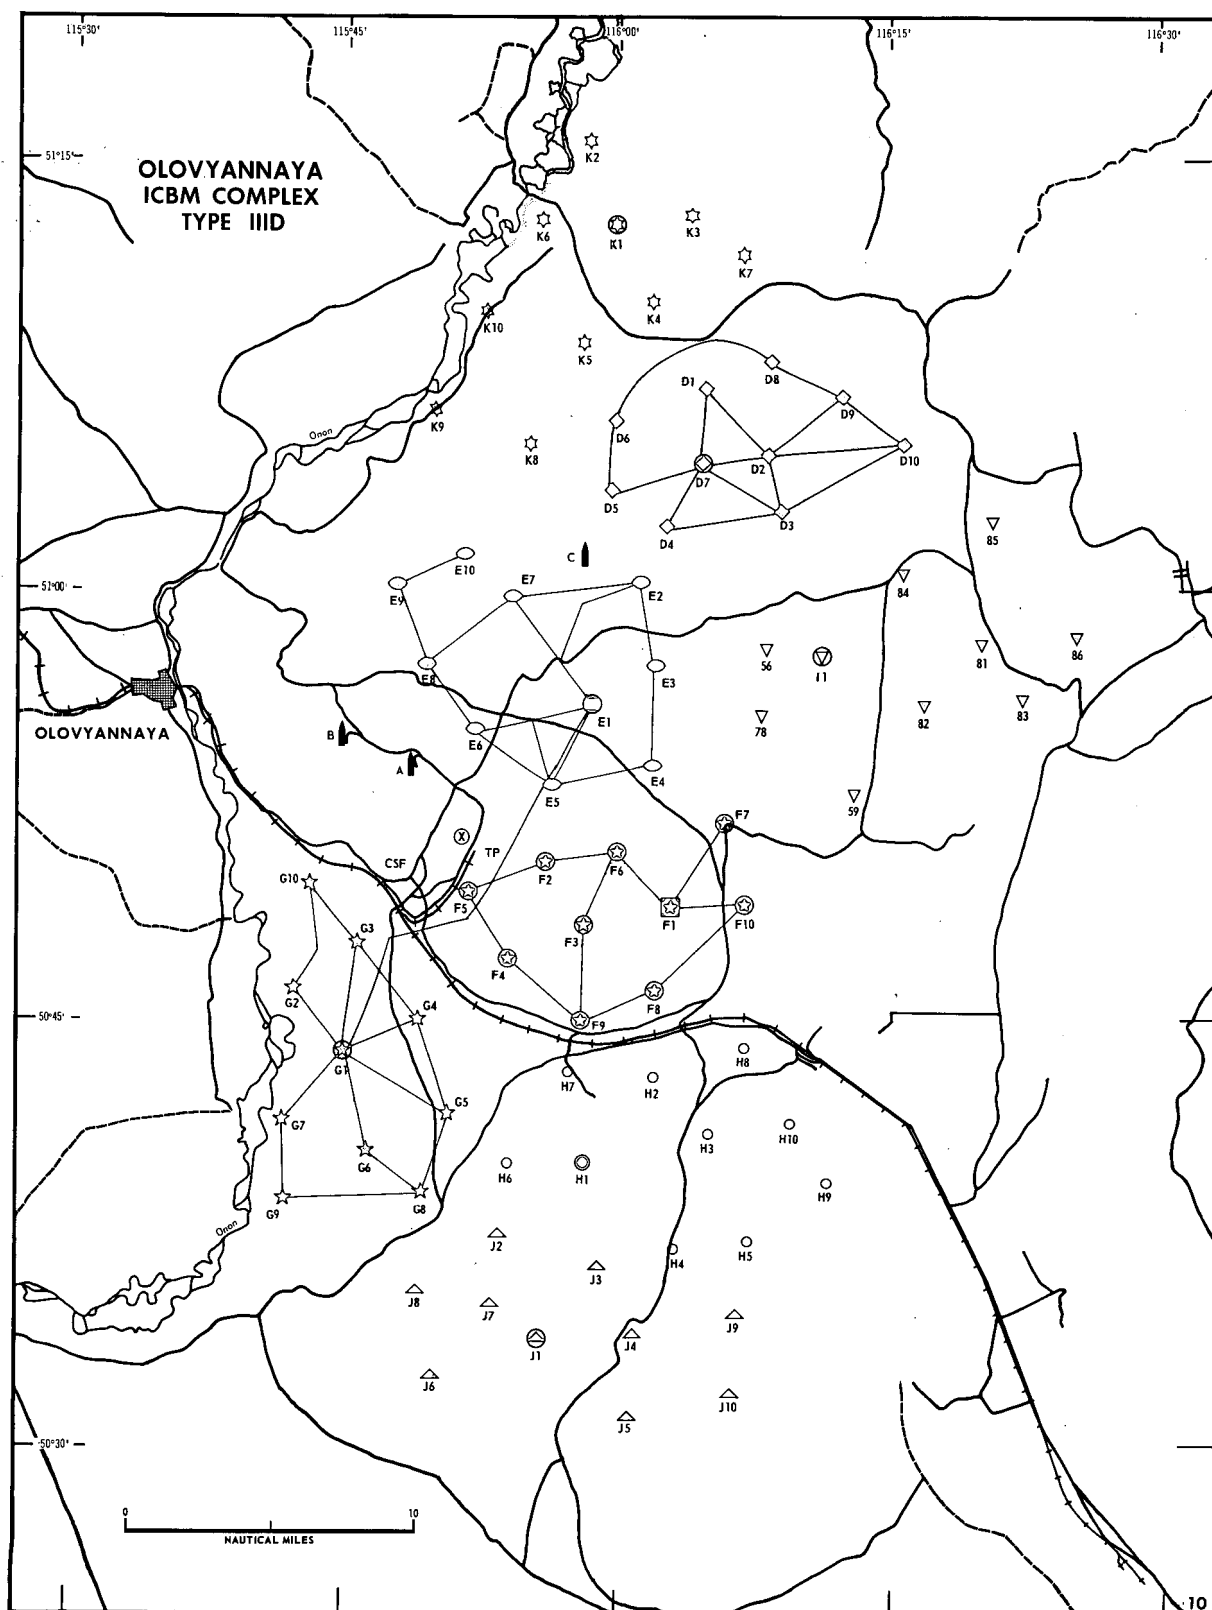 115°30'
115°45'
116°00'
116°15'
116°30'
51°15'
OLOVYANNAYA
ICBM COMPLEX
TYPE IIID
K2
K6
K1
K3
K7
K4
K10
K5
D8
D1
D9
K9
Onon
D6
K8
D2
D10
D7
D5
D3
D4
85
C
E10
E7
51°00'
E9
E2
84
56
11
81
86
E8
E3
82
83
78
E1
OLOVYANNAYA
B
E6
A
E4
E5
59
F7
X
TP
CSF
F6
F2
G10
F5
F1
F10
G3
F3
F4
G2
F8
G4
50°45'
F9
G1
H8
H7
H2
G5
G7
H10
H3
G6
H6
H1
H9
G9
G8
Onon
J2
H4
H5
J3
J8
J7
J9
J1
J4
J6
J10
J5
50°30'
0
10
NAUTICAL MILES
10